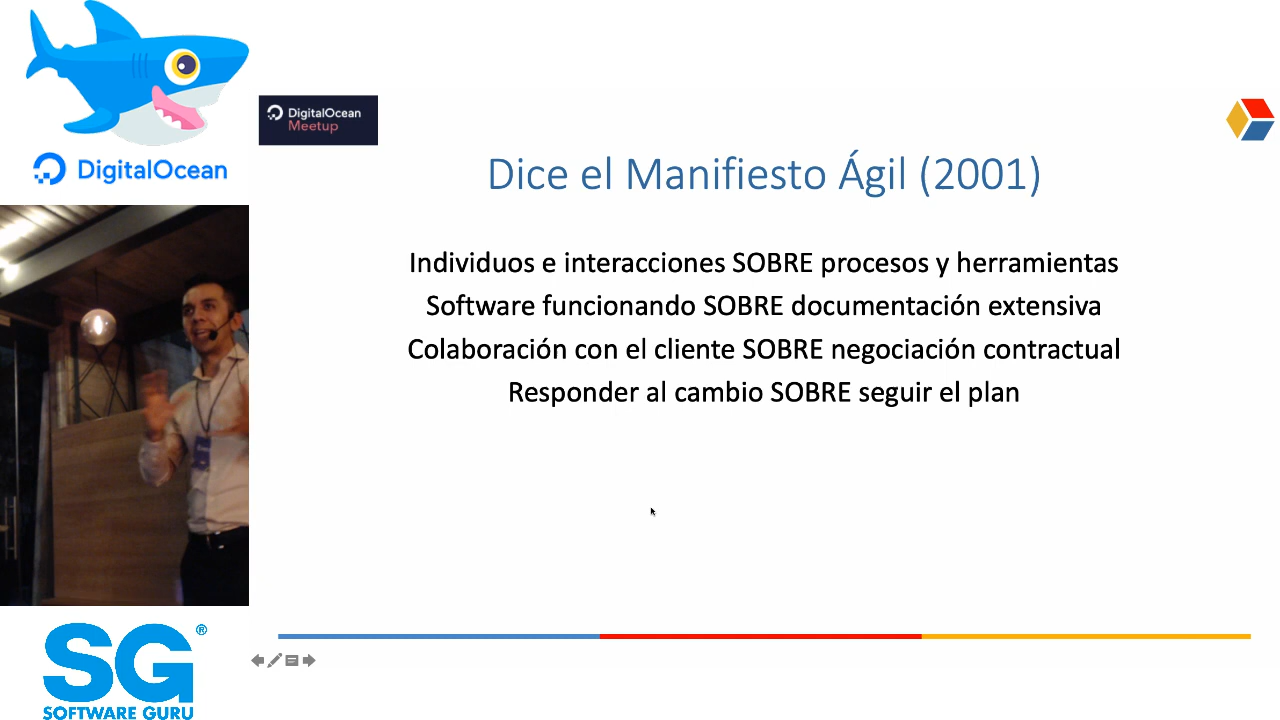 DigitalOcean
DigitalOcean
Meetup
Dice el Manifiesto Ágil (2001)
Individuos e interacciones SOBRE procesos y herramientas
Software funcionando SOBRE documentación extensiva
Colaboración con el cliente SOBRE negociación contractual
Responder al cambio SOBRE seguir el plan
SG®
SOFTWARE GURU